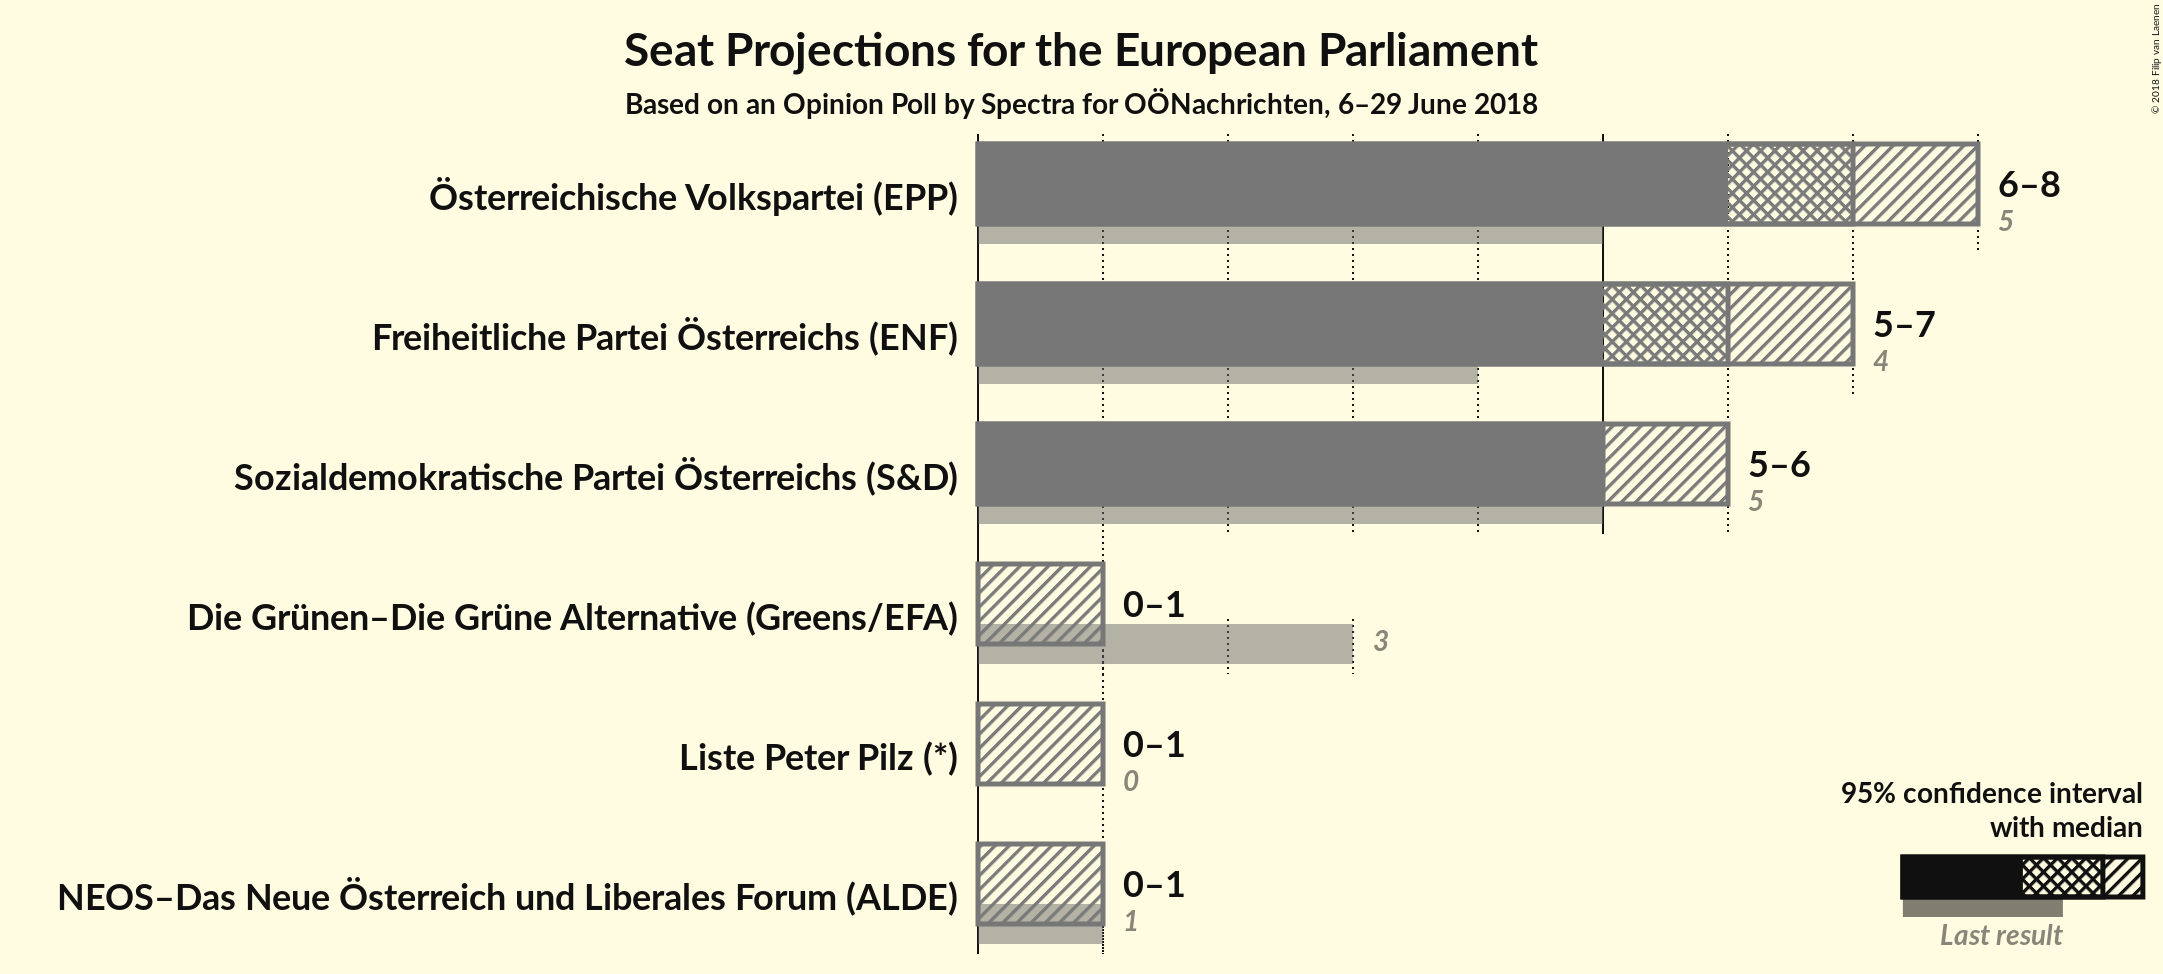 Seat Projections for the European Parliament
Based on an Opinion Poll by Spectra for OÖNachrichten, 6–29 June 2018
© 2018 Filip van Laenen
Österreichische Volkspartei (EPP)
6–8
5
Freiheitliche Partei Österreichs (ENF)
5–7
4
Sozialdemokratische Partei Österreichs (S&D)
5–6
5
Die Grünen–Die Grüne Alternative (Greens/EFA)
0–1
3
Liste Peter Pilz (*)
0–1
0
NEOS–Das Neue Österreich und Liberales Forum (ALDE)
0–1
1
95% confidence interval
with median
Last result